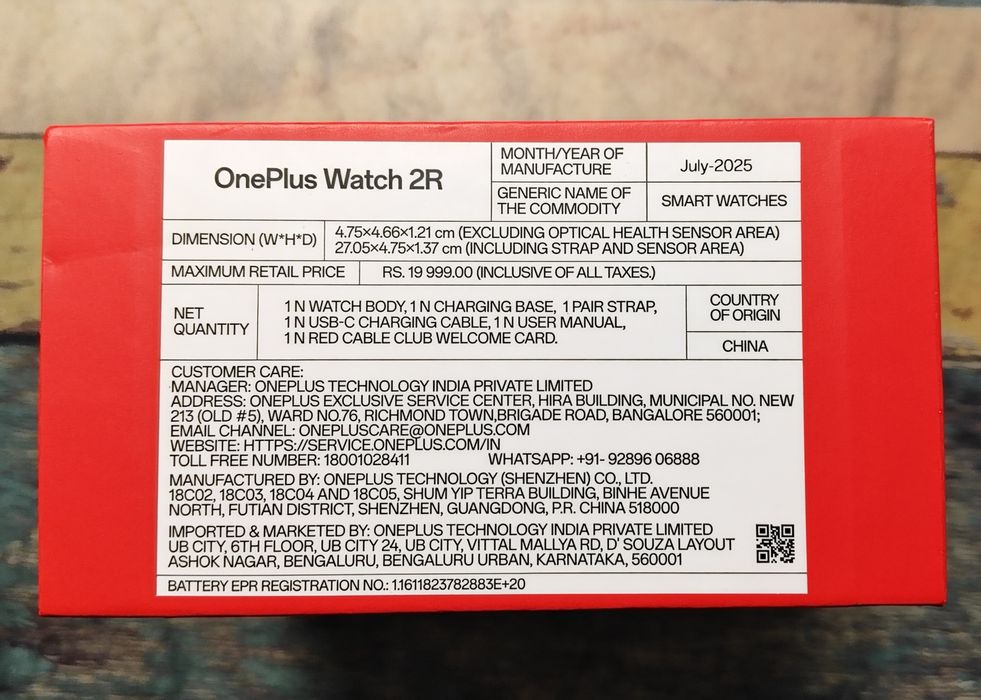 OnePlus Watch 2R
MONTH/YEAR OF
MANUFACTURE
July-2025
GENERIC NAME OF
THE COMMODITY
SMART WATCHES
DIMENSION (W*H*D)
4.75×4.66×1.21 cm (EXCLUDING OPTICAL HEALTH SENSOR AREA)
27.05×4.75×1.37 cm (INCLUDING STRAP AND SENSOR AREA)
MAXIMUM RETAIL PRICE
RS. 19 999.00 (INCLUSIVE OF ALL TAXES.)
NET
QUANTITY
1 N WATCH BODY, 1 N CHARGING BASE, 1 PAIR STRAP,
1 N USB-C CHARGING CABLE, 1 N USER MANUAL,
1 N RED CABLE CLUB WELCOME CARD.
COUNTRY
OF ORIGIN
CHINA
CUSTOMER CARE:
MANAGER: ONEPLUS TECHNOLOGY INDIA PRIVATE LIMITED
ADDRESS: ONEPLUS EXCLUSIVE SERVICE CENTER, HIRA BUILDING, MUNICIPAL NO. NEW
213 (OLD #5), WARD NO.76, RICHMOND TOWN,BRIGADE ROAD, BANGALORE 560001;
EMAIL CHANNEL: ONEPLUSCARE@ONEPLUS.COM
WEBSITE: HTTPS://SERVICE.ONEPLUS.COM/IN
TOLL FREE NUMBER: 18001028411 WHATSAPP: +91- 92896 06888
MANUFACTURED BY: ONEPLUS TECHNOLOGY (SHENZHEN) CO., LTD.
18C02, 18C03, 18C04 AND 18C05, SHUM YIP TERRA BUILDING, BINHE AVENUE
NORTH, FUTIAN DISTRICT, SHENZHEN, GUANGDONG, P.R. CHINA 518000
IMPORTED & MARKETED BY: ONEPLUS TECHNOLOGY INDIA PRIVATE LIMITED
UB CITY, 6TH FLOOR, UB CITY 24, UB CITY, VITTAL MALLYA RD, D' SOUZA LAYOUT
ASHOK NAGAR, BENGALURU, BENGALURU URBAN, KARNATAKA, 560001
BATTERY EPR REGISTRATION NO.: 1.1611823782883E+20